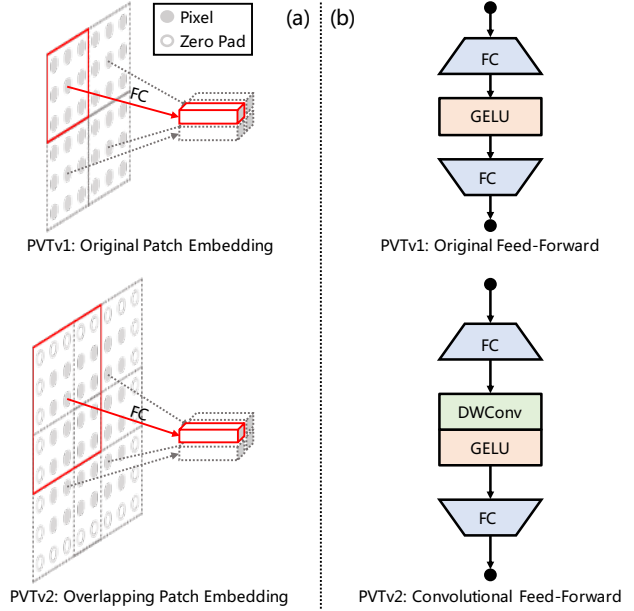 Pixel
Zero Pad
(a)
FC
PVTv1: Original Patch Embedding
FC
PVTv2: Overlapping Patch Embedding
(b)
FC
GELU
FC
PVTv1: Original Feed-Forward
FC
DWConv
GELU
FC
PVTv2: Convolutional Feed-Forward